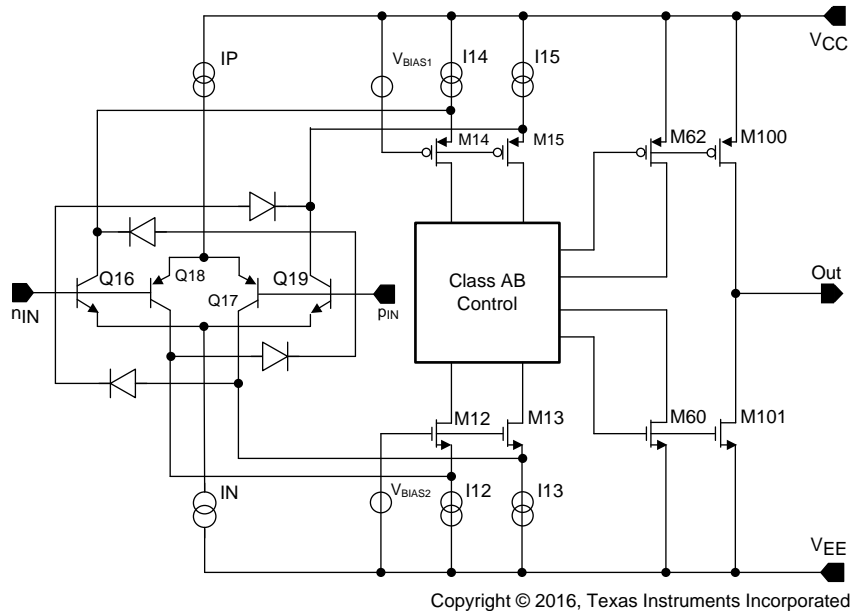 VCC
IP
VBIAS1
I14
I15
M14
M15
M62
M100
Q16
Q18
Q17
Q19
nIN
pIN
Class AB
Control
Out
M12
M13
M60
M101
IN
VBIAS2
I12
I13
VEE
Copyright © 2016, Texas Instruments Incorporated